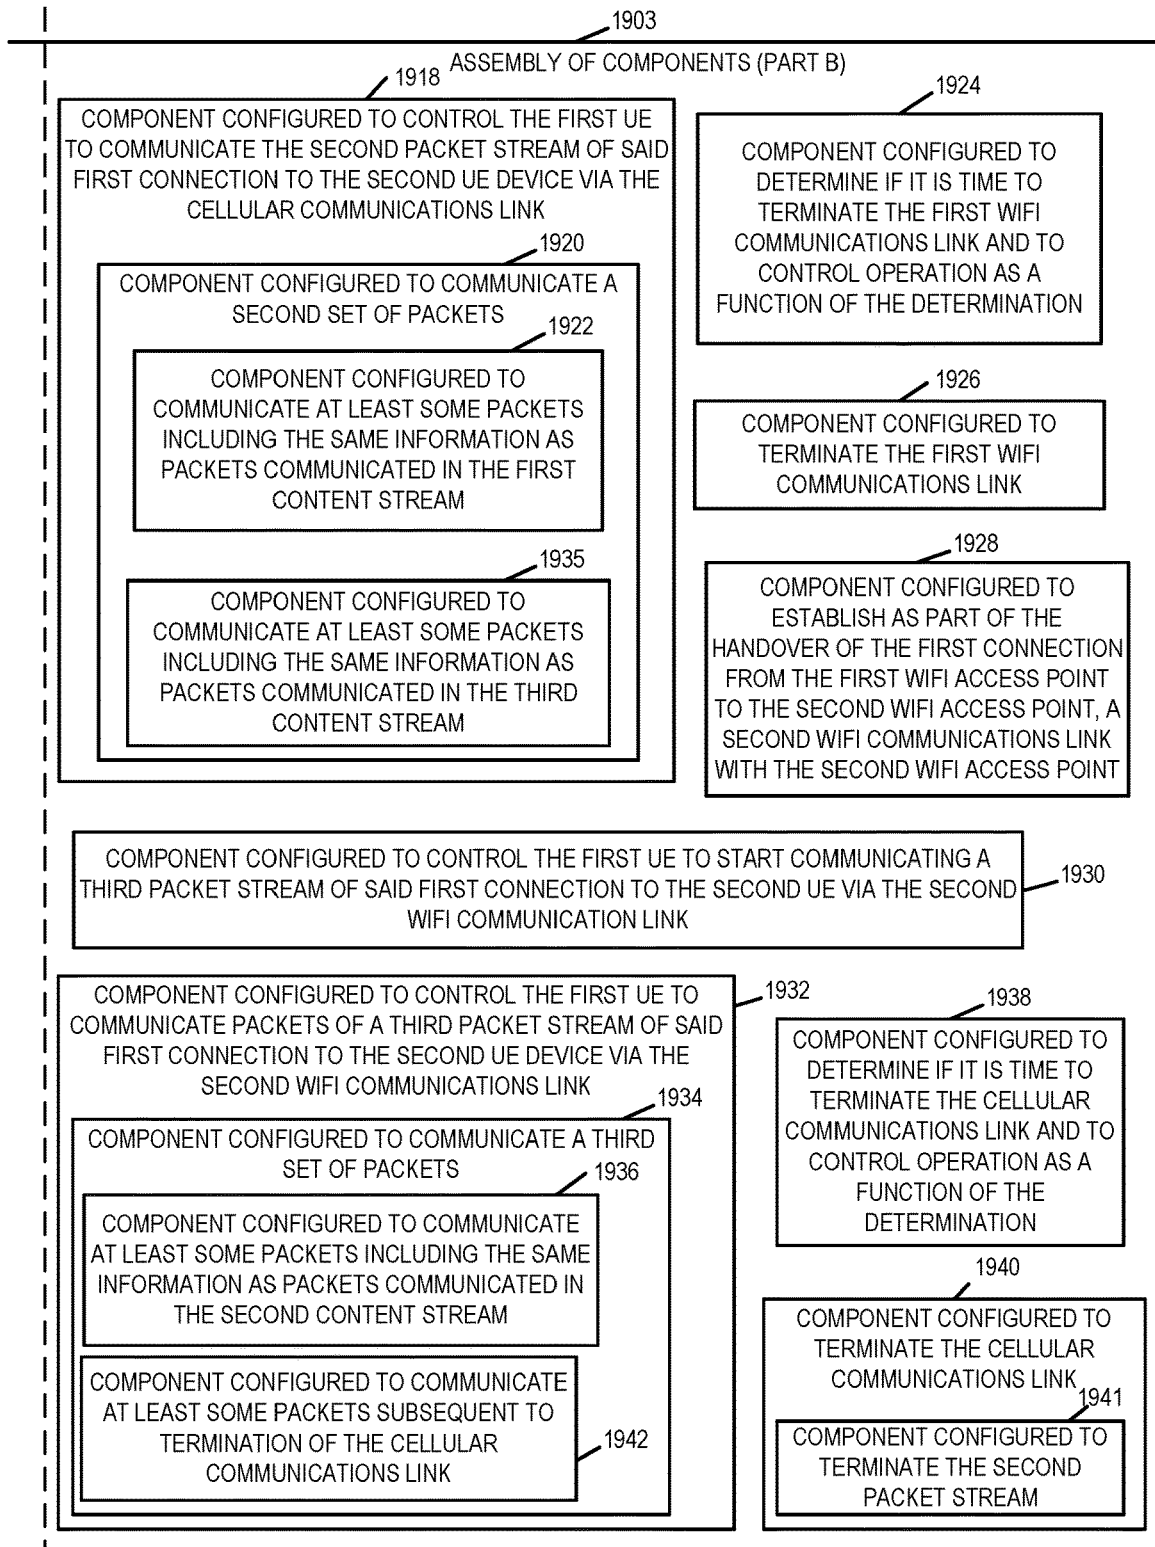 1903
ASSEMBLY OF COMPONENTS (PART B)
1918
COMPONENT CONFIGURED TO CONTROL THE FIRST UE
TO COMMUNICATE THE SECOND PACKET STREAM OF SAID
FIRST CONNECTION TO THE SECOND UE DEVICE VIA THE
CELLULAR COMMUNICATIONS LINK
1920
COMPONENT CONFIGURED TO COMMUNICATE A
SECOND SET OF PACKETS
1922
COMPONENT CONFIGURED TO
COMMUNICATE AT LEAST SOME PACKETS
INCLUDING THE SAME INFORMATION AS
PACKETS COMMUNICATED IN THE FIRST
CONTENT STREAM
1935
COMPONENT CONFIGURED TO
COMMUNICATE AT LEAST SOME PACKETS
INCLUDING THE SAME INFORMATION AS
PACKETS COMMUNICATED IN THE THIRD
CONTENT STREAM
1924
COMPONENT CONFIGURED TO
DETERMINE IF IT IS TIME TO
TERMINATE THE FIRST WIFI
COMMUNICATIONS LINK AND TO
CONTROL OPERATION AS A
FUNCTION OF THE DETERMINATION
1926
COMPONENT CONFIGURED TO
TERMINATE THE FIRST WIFI
COMMUNICATIONS LINK
1928
COMPONENT CONFIGURED TO
ESTABLISH AS PART OF THE
HANDOVER OF THE FIRST CONNECTION
FROM THE FIRST WIFI ACCESS POINT
TO THE SECOND WIFI ACCESS POINT, A
SECOND WIFI COMMUNICATIONS LINK
WITH THE SECOND WIFI ACCESS POINT
COMPONENT CONFIGURED TO CONTROL THE FIRST UE TO START COMMUNICATING A
THIRD PACKET STREAM OF SAID FIRST CONNECTION TO THE SECOND UE VIA THE SECOND
WIFI COMMUNICATION LINK
1930
COMPONENT CONFIGURED TO CONTROL THE FIRST UE TO
COMMUNICATE PACKETS OF A THIRD PACKET STREAM OF SAID
FIRST CONNECTION TO THE SECOND UE DEVICE VIA THE
SECOND WIFI COMMUNICATIONS LINK
1932
1934
COMPONENT CONFIGURED TO COMMUNICATE A THIRD
SET OF PACKETS
1936
COMPONENT CONFIGURED TO COMMUNICATE
AT LEAST SOME PACKETS INCLUDING THE SAME
INFORMATION AS PACKETS COMMUNICATED IN
THE SECOND CONTENT STREAM
COMPONENT CONFIGURED TO COMMUNICATE
AT LEAST SOME PACKETS SUBSEQUENT TO
TERMINATION OF THE CELLULAR
COMMUNICATIONS LINK
1942
1938
COMPONENT CONFIGURED TO
DETERMINE IF IT IS TIME TO
TERMINATE THE CELLULAR
COMMUNICATIONS LINK AND TO
CONTROL OPERATION AS A
FUNCTION OF THE
DETERMINATION
1940
COMPONENT CONFIGURED TO
TERMINATE THE CELLULAR
COMMUNICATIONS LINK
1941
COMPONENT CONFIGURED TO
TERMINATE THE SECOND
PACKET STREAM